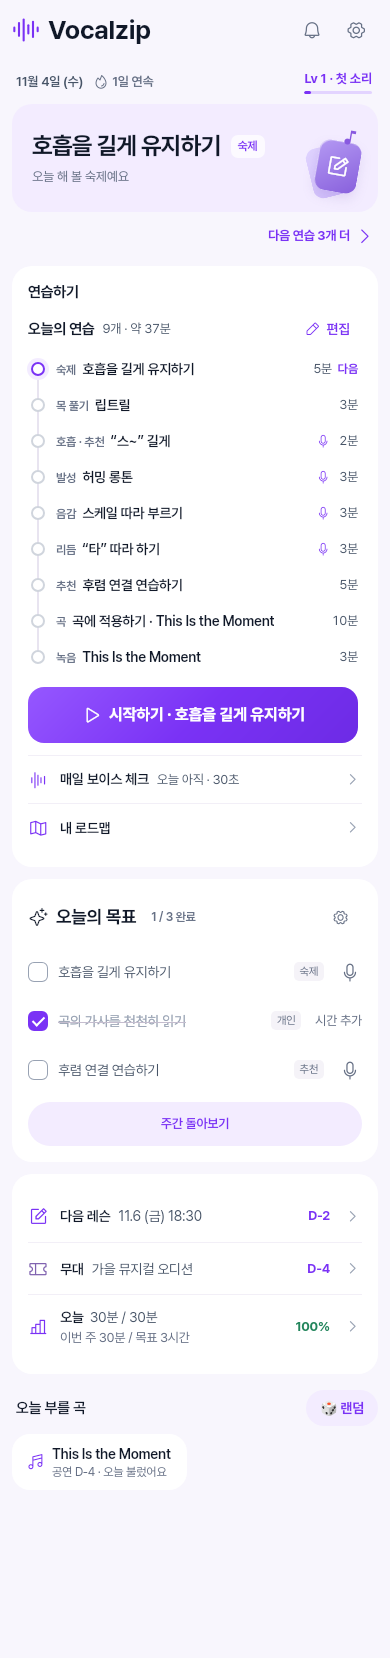 Vocalzip
11월 4일 (수) 1일 연속 Lv 1 · 첫 소리
호흡을 길게 유지하기 숙제
오늘 해 볼 숙제예요
다음 연습 3개 더
연습하기
오늘의 연습 9개 · 약 37분 편집
숙제 호흡을 길게 유지하기 5분 다음
목 풀기 립트릴 3분
호흡 · 추천 “스~” 길게 2분
발성 허밍 롱톤 3분
음감 스케일 따라 부르기 3분
리듬 “타” 따라 하기 3분
추천 후렴 연결 연습하기 5분
곡 곡에 적용하기 · This Is the Moment 10분
녹음 This Is the Moment 3분
시작하기 · 호흡을 길게 유지하기
매일 보이스 체크 오늘 아직 · 30초
내 로드맵
오늘의 목표 1 / 3 완료
호흡을 길게 유지하기 숙제
곡의 가사를 천천히 읽기 개인 시간 추가
후렴 연결 연습하기 추천
주간 돌아보기
다음 레슨 11.6 (금) 18:30 D-2
무대 가을 뮤지컬 오디션 D-4
오늘 30분 / 30분 100%
이번 주 30분 / 목표 3시간
오늘 부를 곡 랜덤
This Is the Moment
공연 D-4 · 오늘 불렀어요